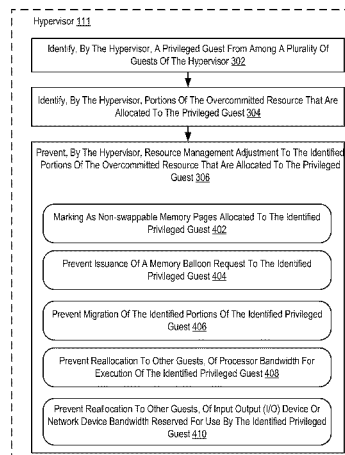 Hypervisor 111
Identify, By The Hypervisor, A Privileged Guest From Among A Plurality Of
Guests Of The Hypervisor 302
Identify, By The Hypervisor, Portions Of The Overcommitted Resource That Are
Allocated To The Privileged Guest 304
Prevent, By The Hypervisor, Resource Management Adjustment To The Identified
Portions Of The Overcommitted Resource That Are Allocated To The Privileged
Guest 306
Marking As Non-swappable Memory Pages Allocated To The Identified
Privileged Guest 402
Prevent Issuance Of A Memory Balloon Request To The Identified
Privileged Guest 404
Prevent Migration Of The Identified Portions Of The Identified Privileged
Guest 406
Prevent Reallocation To Other Guests, Of Processor Bandwidth For
Execution Of The Identified Privileged Guest 408
Prevent Reallocation To Other Guests, Of Input Output (I/O) Device Or
Network Device Bandwidth Reserved For Use By The Identified Privileged
Guest 410